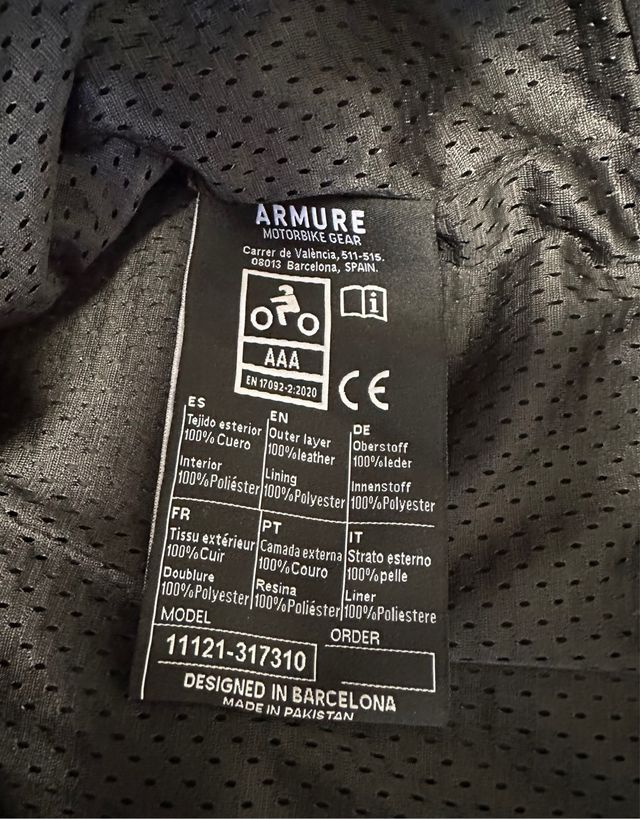 ARMURE
MOTORBIKE GEAR
Carrer de València, 511-515.
08013 Barcelona, SPAIN.
i
AAA
EN 17092-2:2020
CE
ES
Tejido esterior
100% Cuero
Interior
100% Poliéster
EN
Outer layer
100%leather
Lining
100%Polyester
DE
Oberstoff
100%leder
Innenstoff
100%Polyester
FR
Tissu extérieur
100%Cuir
Doublure
100%Polyester
PT
Camada externa
100%Couro
Resina
100%Poliéster
IT
Strato esterno
100%pelle
Liner
100%Poliestere
MODEL
11121-317310
ORDER
DESIGNED IN BARCELONA
MADE IN PAKISTAN